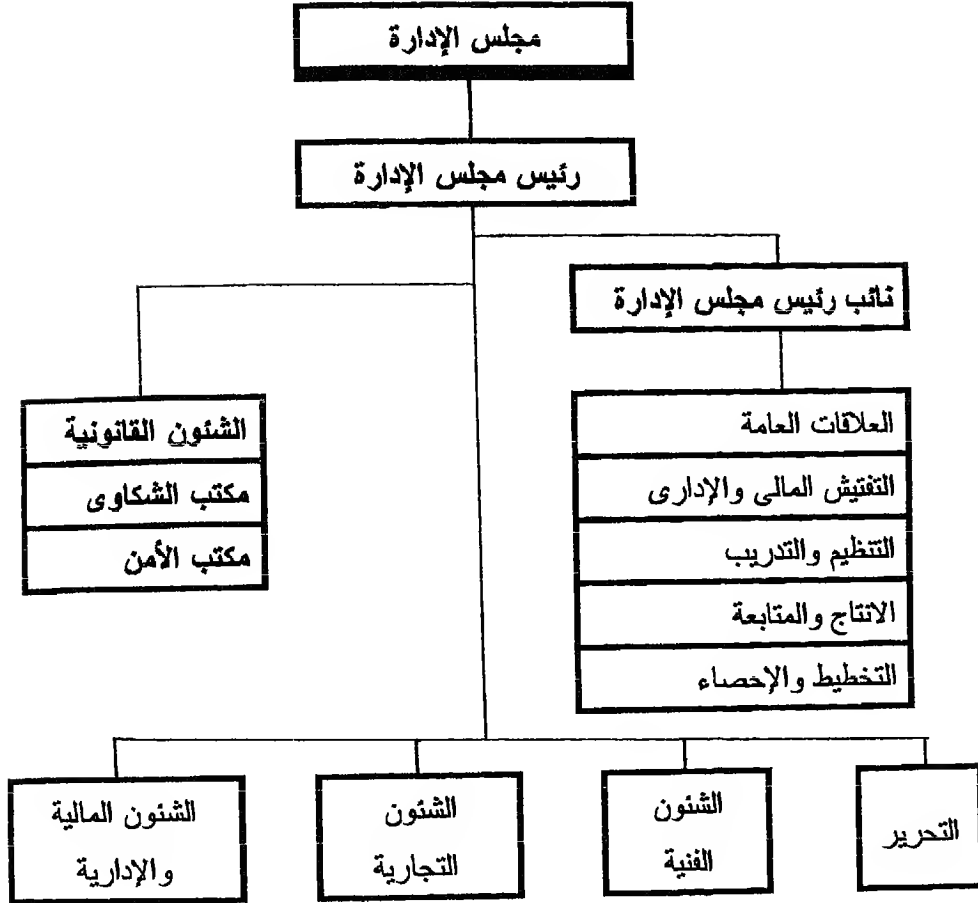 مجلس الإدارة
رئيس مجلس الإدارة
نائب رئيس مجلس الإدارة
العلاقات العامة
التفتيش المالى والإدارى
التنظيم والتدريب
الانتاج والمتابعة
التخطيط والإحصاء
الشئون القانونية
مكتب الشكاوى
مكتب الأمن
التحرير
الشئون
الفنية
الشئون
التجارية
الشئون المالية
والإدارية